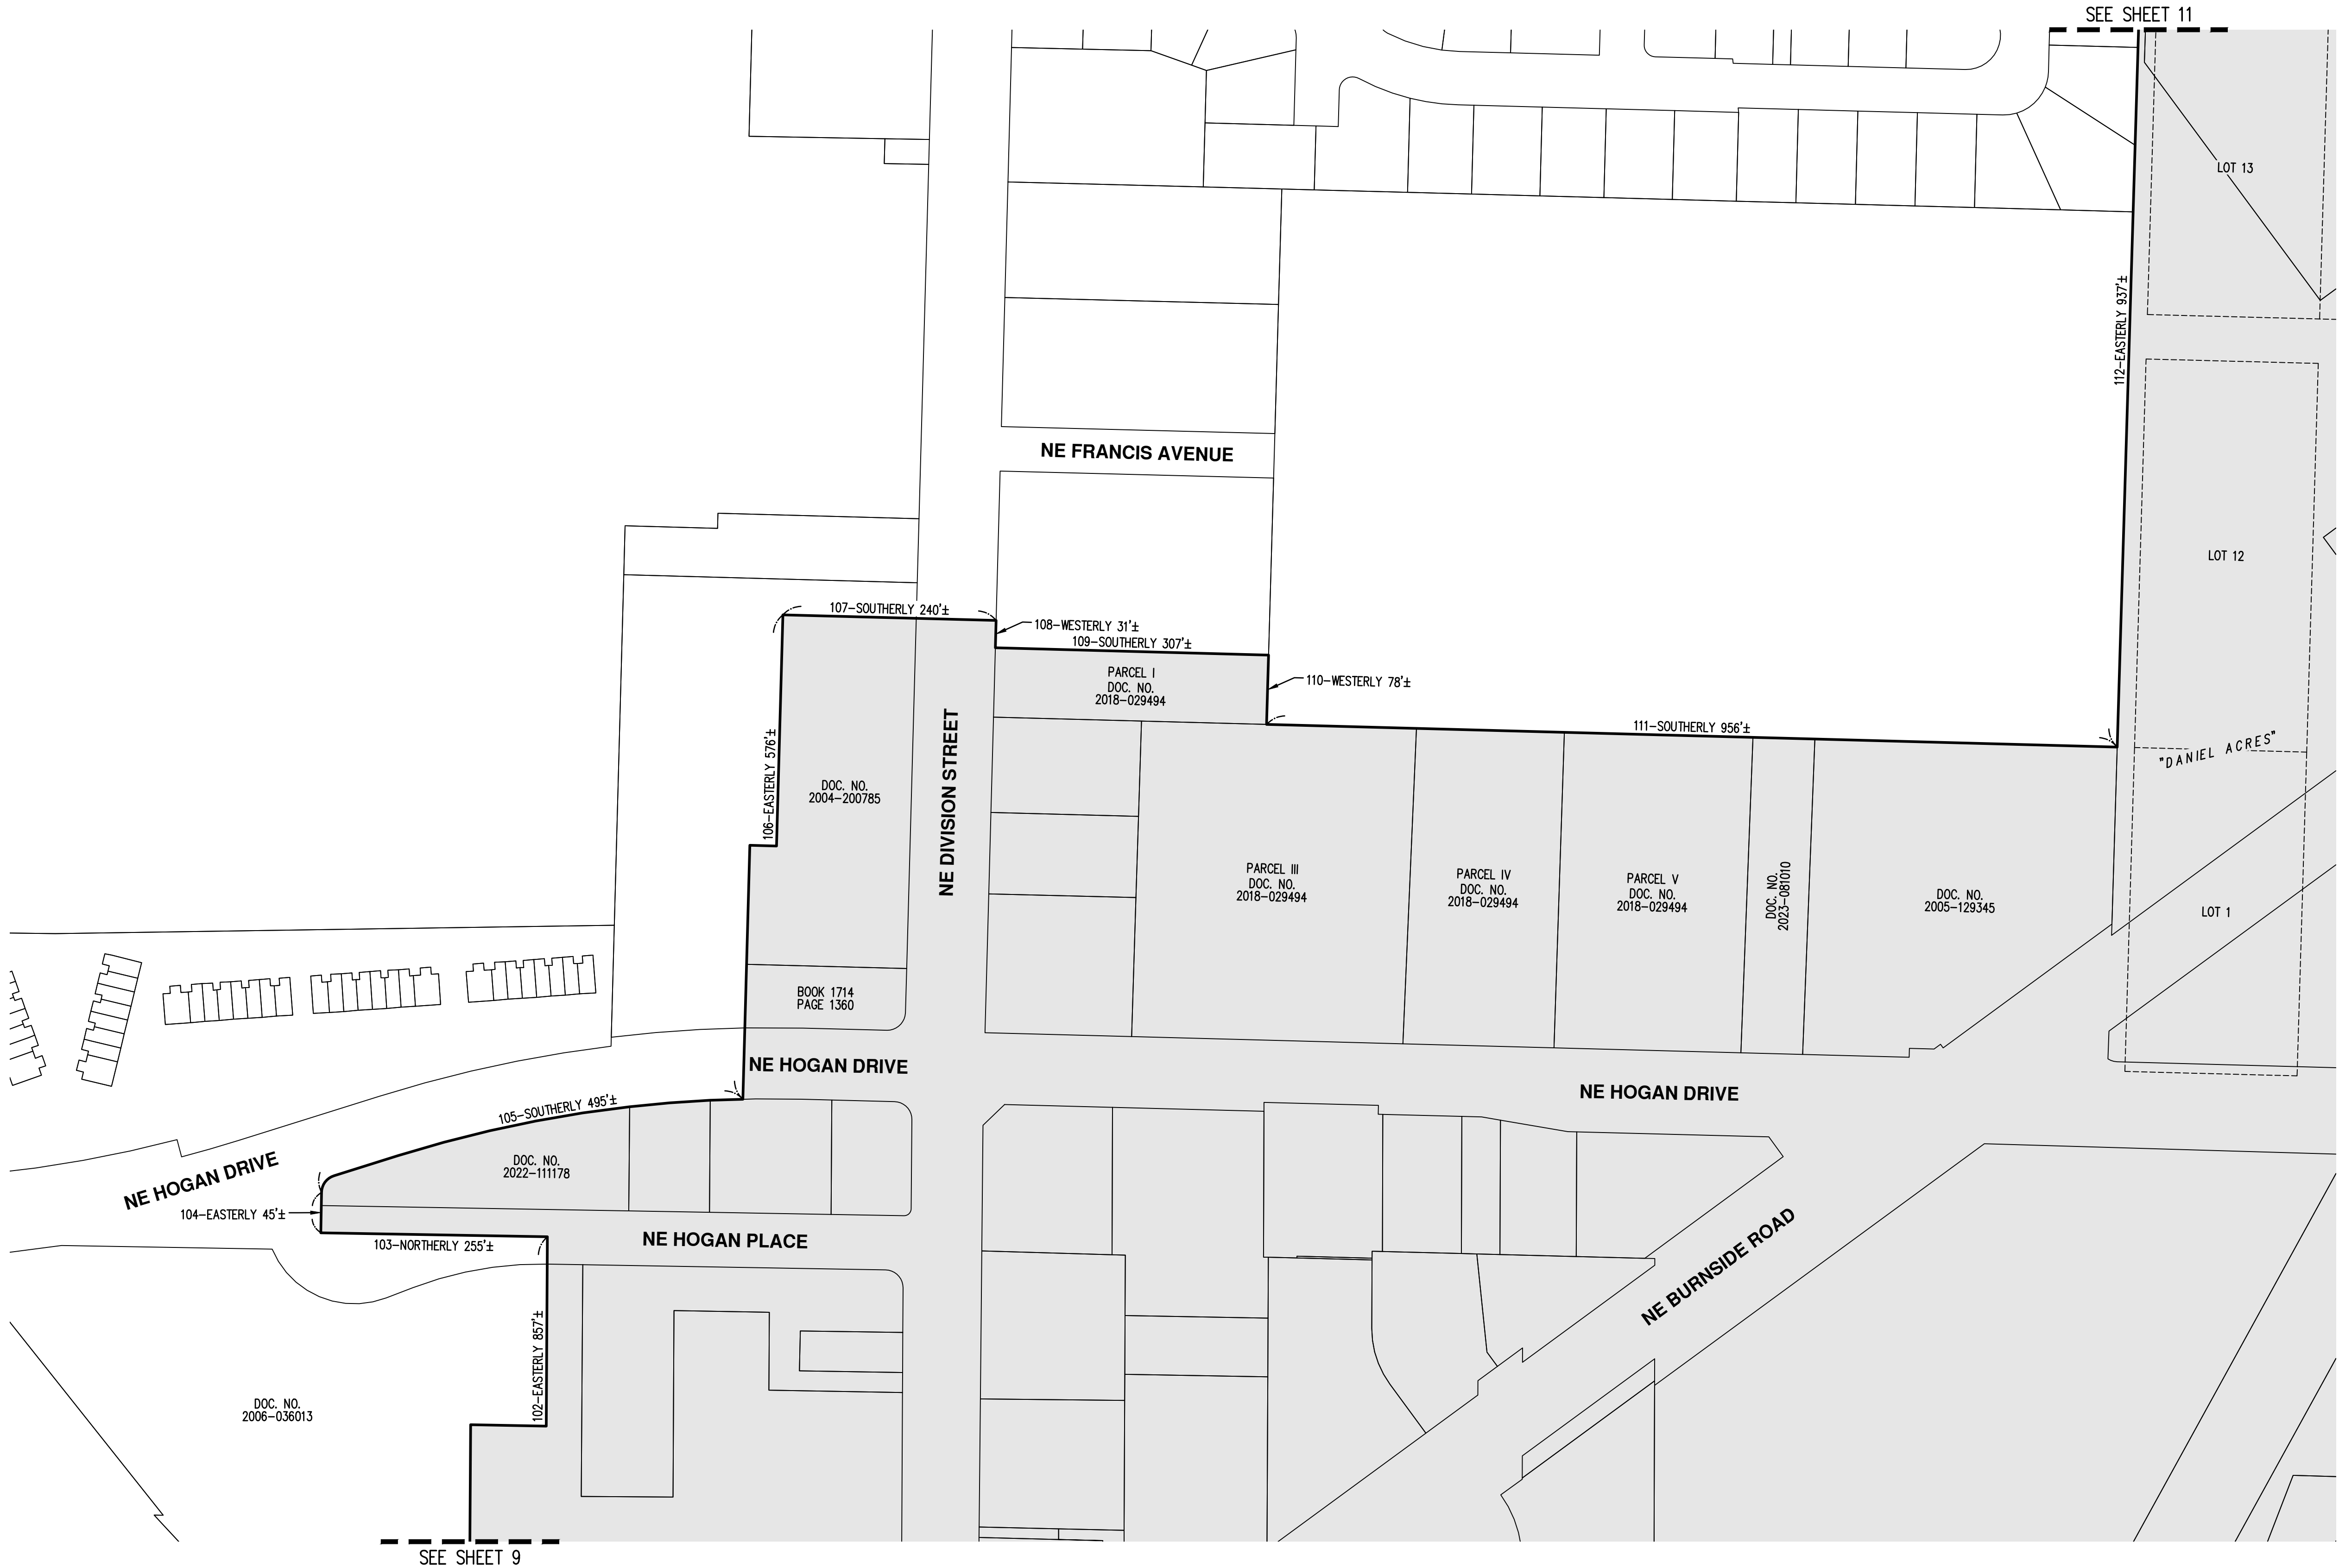 SEE SHEET 11
LOT 13
112-EASTERLY 937'±
NE FRANCIS AVENUE
LOT 12
107-SOUTHERLY 240'±
108-WESTERLY 31'±
109-SOUTHERLY 307'±
PARCEL I
DOC. NO.
2018-029494
110-WESTERLY 78'±
111-SOUTHERLY 956'±
"DANIEL ACRES"
106-EASTERLY 576'±
DOC. NO.
2004-200785
NE DIVISION STREET
PARCEL III
DOC. NO.
2018-029494
PARCEL IV
DOC. NO.
2018-029494
PARCEL V
DOC. NO.
2018-029494
DOC. NO.
2023-081010
DOC. NO.
2005-129345
LOT 1
BOOK 1714
PAGE 1360
NE HOGAN DRIVE
NE HOGAN DRIVE
105-SOUTHERLY 495'±
DOC. NO.
2022-111178
NE HOGAN DRIVE
104-EASTERLY 45'±
103-NORTHERLY 255'±
NE HOGAN PLACE
NE BURNSIDE ROAD
102-EASTERLY 857'±
DOC. NO.
2006-036013
SEE SHEET 9